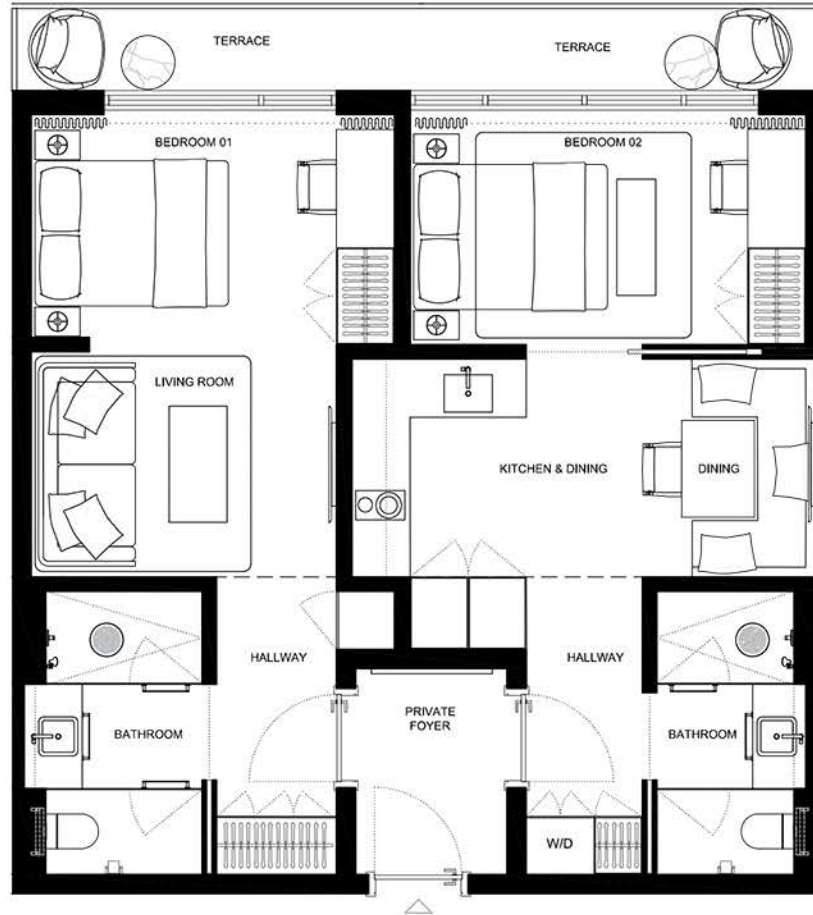 TERRACE
TERRACE
BEDROOM 01
BEDROOM 02
LIVING ROOM
KITCHEN & DINING
DINING
HALLWAY
HALLWAY
PRIVATE
FOYER
BATHROOM
BATHROOM
W/D